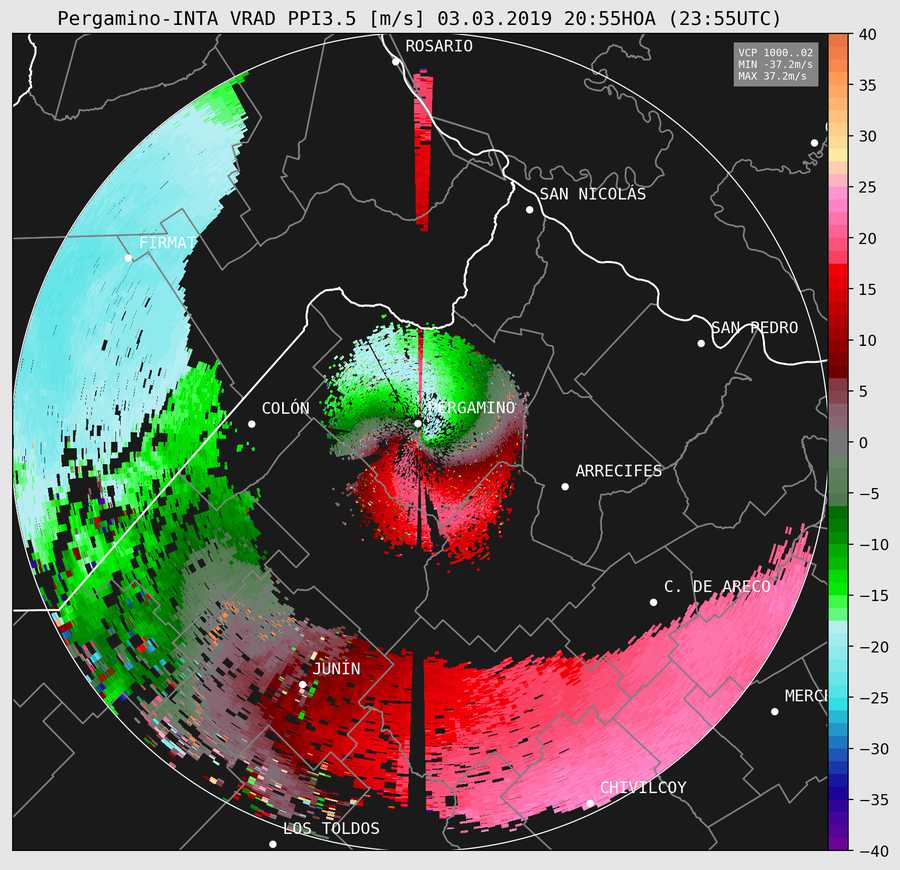 Pergamino-INTA VRAD PPI3.5 [m/s] 03.03.2019 20:55HOA (23:55UTC)
VCP 1000..02
MIN -37.2m/s
MAX 37.2m/s
ROSARIO
SAN NICOLÁS
FIRMAT
SAN PEDRO
COLÓN
PERGAMINO
ARRECIFES
C. DE ARECO
JUNÍN
MERCE
CHIVILCOY
LOS TOLDOS
40
35
30
25
20
15
10
5
0
−5
−10
−15
−20
−25
−30
−35
−40